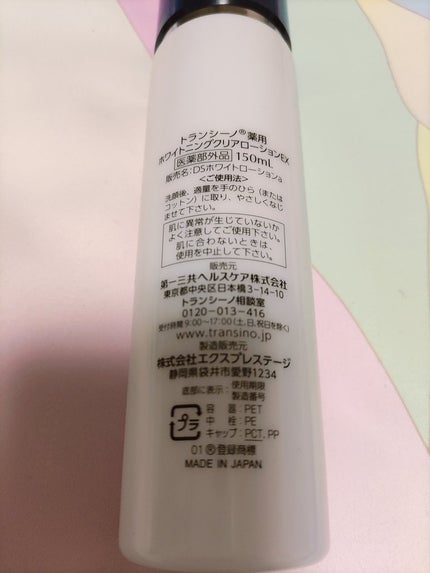 トランシーノ®薬用
ホワイトニングクリアローションEX
医薬部外品 150mL
販売名：DSホワイトローションa
<ご使用法>
洗顔後、適量を手のひら(または
コットン)に取り、やさしくなじ
ませて下さい。
肌に異常が生じていないか
よく注意してご使用下さい。
肌に合わないときは、
使用を中止して下さい。
販売元
第一三共ヘルスケア株式会社
東京都中央区日本橋3-14-10
トランシーノ相談室
0120-013-416
受付時間 9:00~17:00(土、日、祝日を除く)
www.transino.jp
製造販売元
株式会社エクスプレステージ
静岡県袋井市愛野1234
底部に表示：使用期限
製造番号
プラ
容 器：PET
中 栓：PE
キャップ：PCT, PP
01 ®登録商標
MADE IN JAPAN